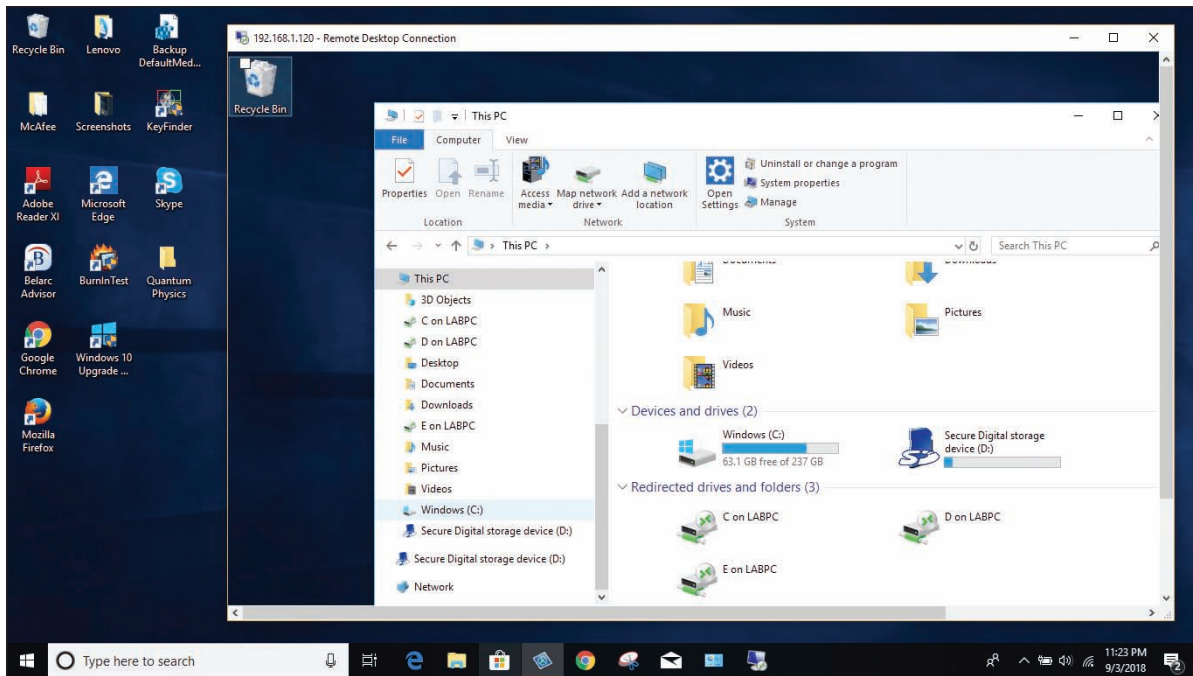 Recycle Bin
Lenovo
Backup
DefaultMed...
McAfee
Screenshots
KeyFinder
Adobe
Reader XI
Microsoft
Edge
Skype
Belarc
Advisor
BurnInTest
Quantum
Physics
Google
Chrome
Windows 10
Upgrade ...
Mozilla
Firefox
192.168.1.120 - Remote Desktop Connection
Recycle Bin
This PC
File Computer View
Properties Open Rename
Access
media
Map network
drive
Add a network
location
Open
Settings
Uninstall or change a program
System properties
Manage
Location Network System
This PC
Search This PC
This PC
3D Objects
C on LABPC
D on LABPC
Desktop
Documents
Downloads
E on LABPC
Music
Pictures
Videos
Windows (C:)
Secure Digital storage device (D:)
Secure Digital storage device (D:)
Network
Documents
Downloads
Music
Pictures
Videos
Devices and drives (2)
Windows (C:)
63.1 GB free of 237 GB
Secure Digital storage
device (D:)
Redirected drives and folders (3)
C on LABPC
D on LABPC
E on LABPC
Type here to search
11:23 PM
9/3/2018
2